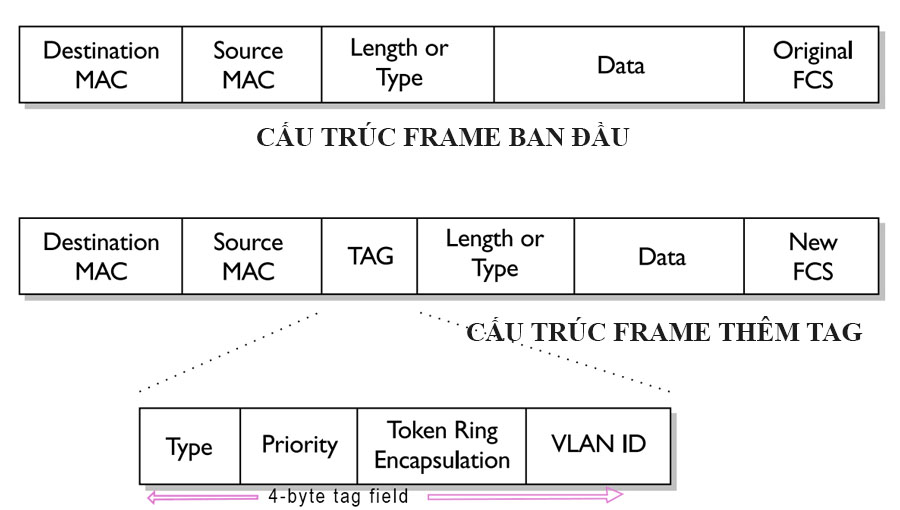 Destination MAC
Source MAC
Length or Type
Data
Original FCS
CẤU TRÚC FRAME BAN ĐẦU
Destination MAC
Source MAC
TAG
Length or Type
Data
New FCS
CẤU TRÚC FRAME THÊM TAG
Type
Priority
Token Ring Encapsulation
VLAN ID
4-byte tag field